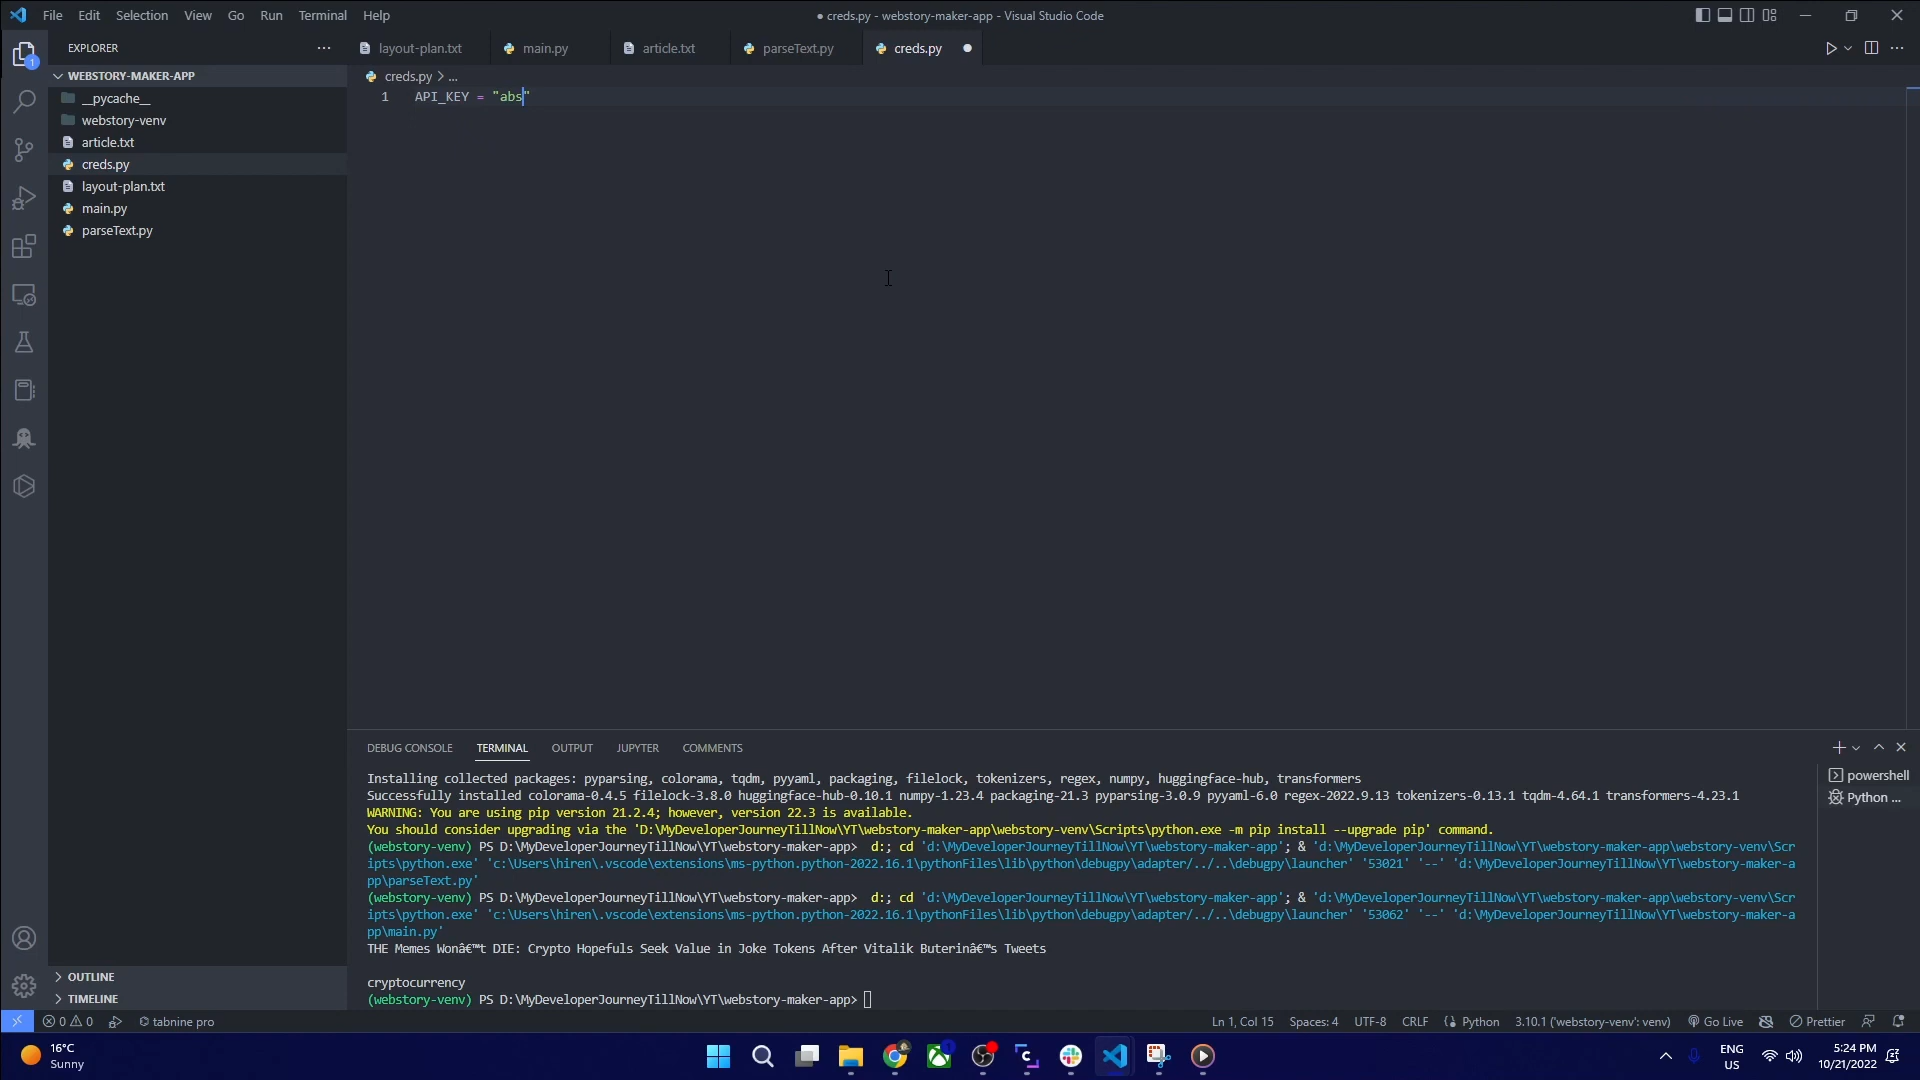 File Edit Selection View Go Run Terminal Help
● creds.py - webstory-maker-app - Visual Studio Code
EXPLORER
layout-plan.txt
main.py
article.txt
parseText.py
creds.py
WEBSTORY-MAKER-APP
creds.py > ...
__pycache__
1 API_KEY = "abs"
webstory-venv
article.txt
creds.py
layout-plan.txt
main.py
parseText.py
1
DEBUG CONSOLE TERMINAL OUTPUT JUPYTER COMMENTS
Installing collected packages: pyparsing, colorama, tqdm, pyyaml, packaging, filelock, tokenizers, regex, numpy, huggingface-hub, transformers
Successfully installed colorama-0.4.5 filelock-3.8.0 huggingface-hub-0.10.1 numpy-1.23.4 packaging-21.3 pyparsing-3.0.9 pyyaml-6.0 regex-2022.9.13 tokenizers-0.13.1 tqdm-4.64.1 transformers-4.23.1
WARNING: You are using pip version 21.2.4; however, version 22.3 is available.
You should consider upgrading via the 'D:\MyDeveloperJourneyTillNow\YT\webstory-maker-app\webstory-venv\Scripts\python.exe -m pip install --upgrade pip' command.
(webstory-venv) PS D:\MyDeveloperJourneyTillNow\YT\webstory-maker-app> d:; cd 'd:\MyDeveloperJourneyTillNow\YT\webstory-maker-app'; & 'd:\MyDeveloperJourneyTillNow\YT\webstory-maker-app\webstory-venv\Scr
ipts\python.exe' 'c:\Users\hiren\.vscode\extensions\ms-python.python-2022.16.1\pythonFiles\lib\python\debugpy\adapter/../..\debugpy\launcher' '53021' '--' 'd:\MyDeveloperJourneyTillNow\YT\webstory-maker-a
pp\parseText.py'
(webstory-venv) PS D:\MyDeveloperJourneyTillNow\YT\webstory-maker-app> d:; cd 'd:\MyDeveloperJourneyTillNow\YT\webstory-maker-app'; & 'd:\MyDeveloperJourneyTillNow\YT\webstory-maker-app\webstory-venv\Scr
ipts\python.exe' 'c:\Users\hiren\.vscode\extensions\ms-python.python-2022.16.1\pythonFiles\lib\python\debugpy\adapter/../..\debugpy\launcher' '53062' '--' 'd:\MyDeveloperJourneyTillNow\YT\webstory-maker-a
pp\main.py'
THE Memes Wonâ€™t DIE: Crypto Hopefuls Seek Value in Joke Tokens After Vitalik Buterinâ€™s Tweets
cryptocurrency
(webstory-venv) PS D:\MyDeveloperJourneyTillNow\YT\webstory-maker-app>
powershell
Python ...
OUTLINE
TIMELINE
0 0 tabnine pro
Ln 1, Col 15 Spaces: 4 UTF-8 CRLF Python 3.10.1 ('webstory-venv': venv) Go Live Prettier
16°C
Sunny
ENG
US
5:24 PM
10/21/2022